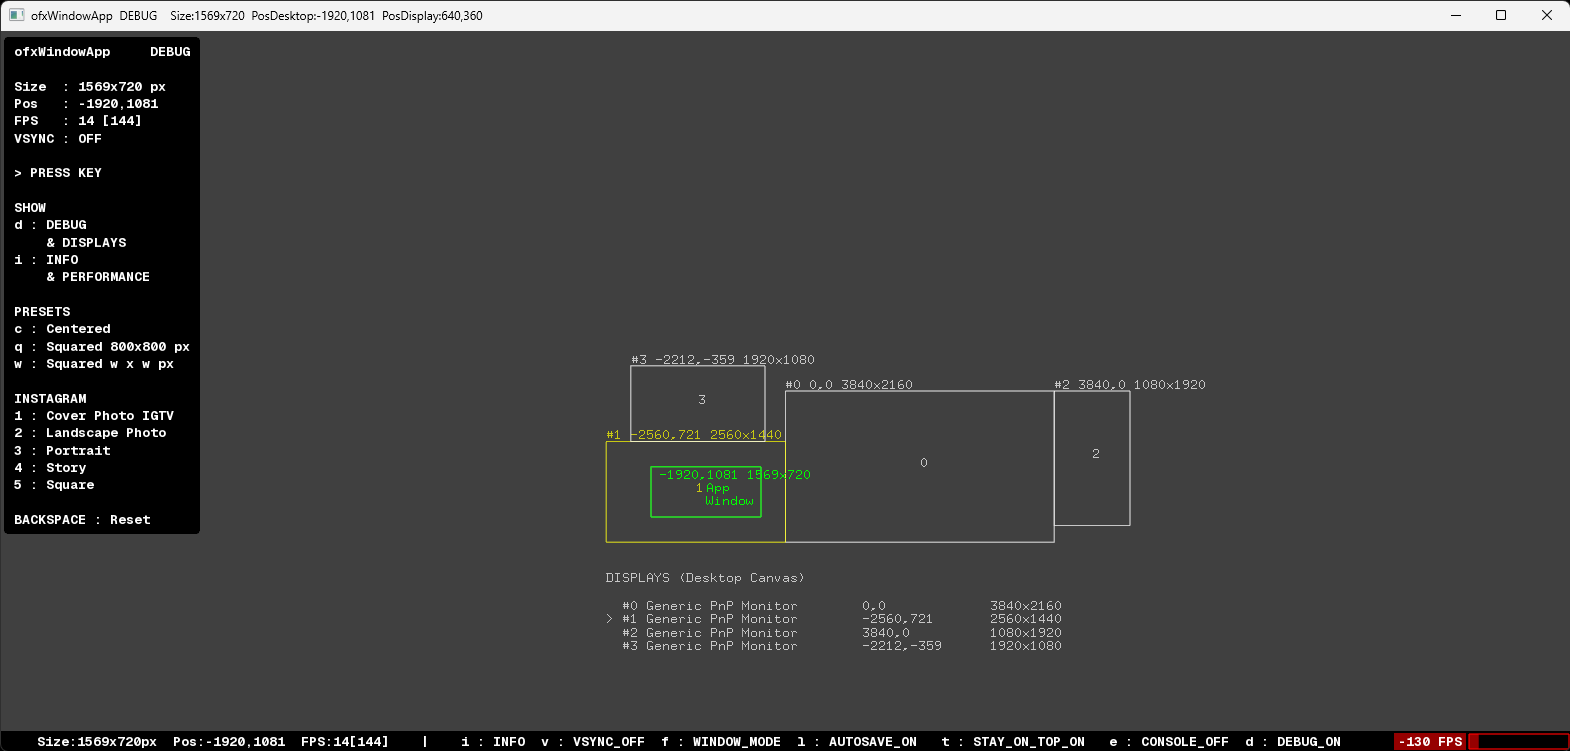 ofxWindowApp  DEBUG    Size:1569x720  PosDesktop:-1920,1081  PosDisplay:640,360
ofxWindowApp     DEBUG
Size  : 1569x720 px
Pos   : -1920,1081
FPS   : 14 [144]
VSYNC : OFF
> PRESS KEY
SHOW
d : DEBUG
    & DISPLAYS
i : INFO
    & PERFORMANCE
PRESETS
c : Centered
q : Squared 800x800 px
w : Squared w x w px
INSTAGRAM
1 : Cover Photo IGTV
2 : Landscape Photo
3 : Portrait
4 : Story
5 : Square
BACKSPACE : Reset
#3 -2212,-359 1920x1080
3
#0 0,0 3840x2160
0
#2 3840,0 1080x1920
2
#1 -2560,721 2560x1440
-1920,1081 1569x720
1 App
Window
DISPLAYS (Desktop Canvas)
#0 Generic PnP Monitor        0,0             3840x2160
> #1 Generic PnP Monitor        -2560,721       2560x1440
#2 Generic PnP Monitor        3840,0          1080x1920
#3 Generic PnP Monitor        -2212,-359      1920x1080
Size:1569x720px  Pos:-1920,1081  FPS:14[144]    |    i : INFO  v : VSYNC_OFF  f : WINDOW_MODE  l : AUTOSAVE_ON   t : STAY_ON_TOP_ON   e : CONSOLE_OFF  d : DEBUG_ON      -130 FPS